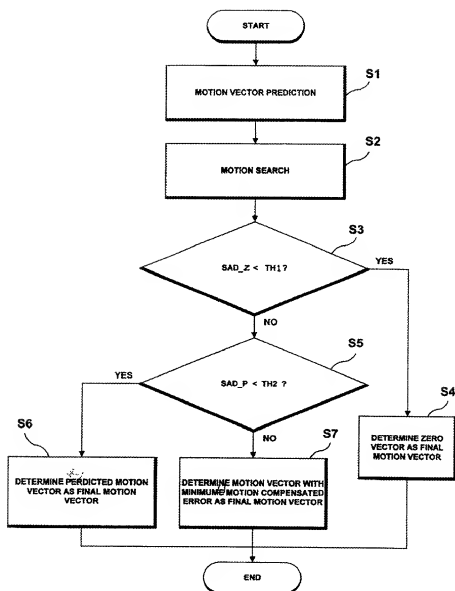 START
S1
MOTION VECTOR PREDICTION
S2
MOTION SEARCH
S3
SAD_Z < TH1?
YES
NO
S5
YES
SAD_P < TH2 ?
S4
NO
S6
S7
DETERMINE ZERO
VECTOR AS FINAL
MOTION VECTOR
DETERMINE PERDICTED MOTION
VECTOR AS FINAL MOTION
VECTOR
DETERMINE MOTION VECTOR WITH
MINIMUME MOTION COMPENSATED
ERROR AS FINAL MOTION VECTOR
END